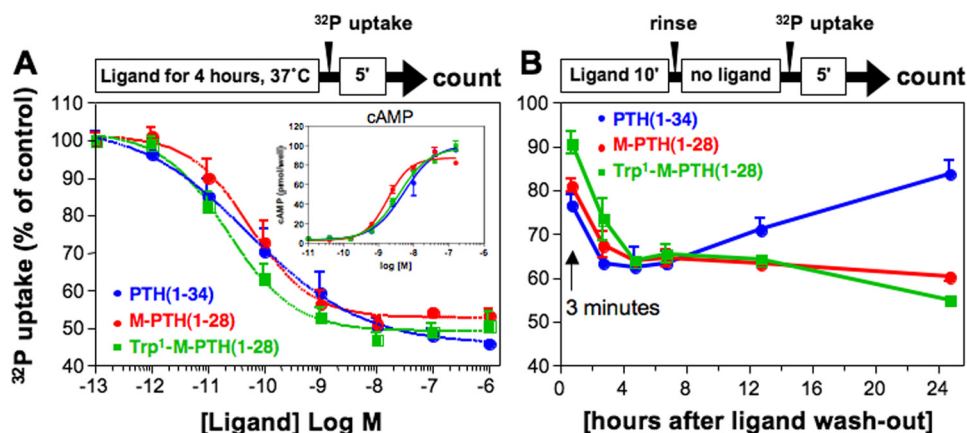 A
Ligand for 4 hours, 37˚C
³²P uptake
5'
count
³²P uptake (% of control)
110
100
90
80
70
60
50
40
-13
-12
-11
-10
-9
-8
-7
-6
[Ligand] Log M
PTH(1-34)
M-PTH(1-28)
Trp¹-M-PTH(1-28)
cAMP
cAMP (pmol/well)
120
100
80
60
40
20
0
-11
-10
-9
-8
-7
-6
log [M]
B
Ligand 10'
rinse
no ligand
³²P uptake
5'
count
100
90
80
70
60
50
40
0
4
8
12
16
20
24
[hours after ligand wash-out]
PTH(1-34)
M-PTH(1-28)
Trp¹-M-PTH(1-28)
3 minutes